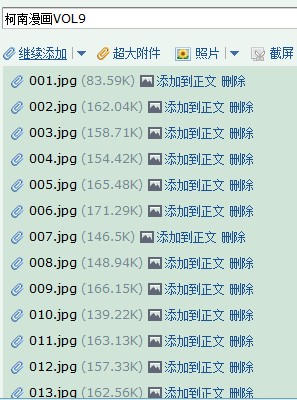 柯南漫画VOL9
继续添加 超大附件 照片 截屏
001.jpg (83.59K) 添加到正文 删除
002.jpg (162.04K) 添加到正文 删除
003.jpg (158.71K) 添加到正文 删除
004.jpg (154.42K) 添加到正文 删除
005.jpg (165.48K) 添加到正文 删除
006.jpg (171.29K) 添加到正文 删除
007.jpg (146.5K) 添加到正文 删除
008.jpg (148.94K) 添加到正文 删除
009.jpg (166.15K) 添加到正文 删除
010.jpg (139.22K) 添加到正文 删除
011.jpg (163.13K) 添加到正文 删除
012.jpg (157.33K) 添加到正文 删除
013.jpg (162.56K) 添加到正文 删除